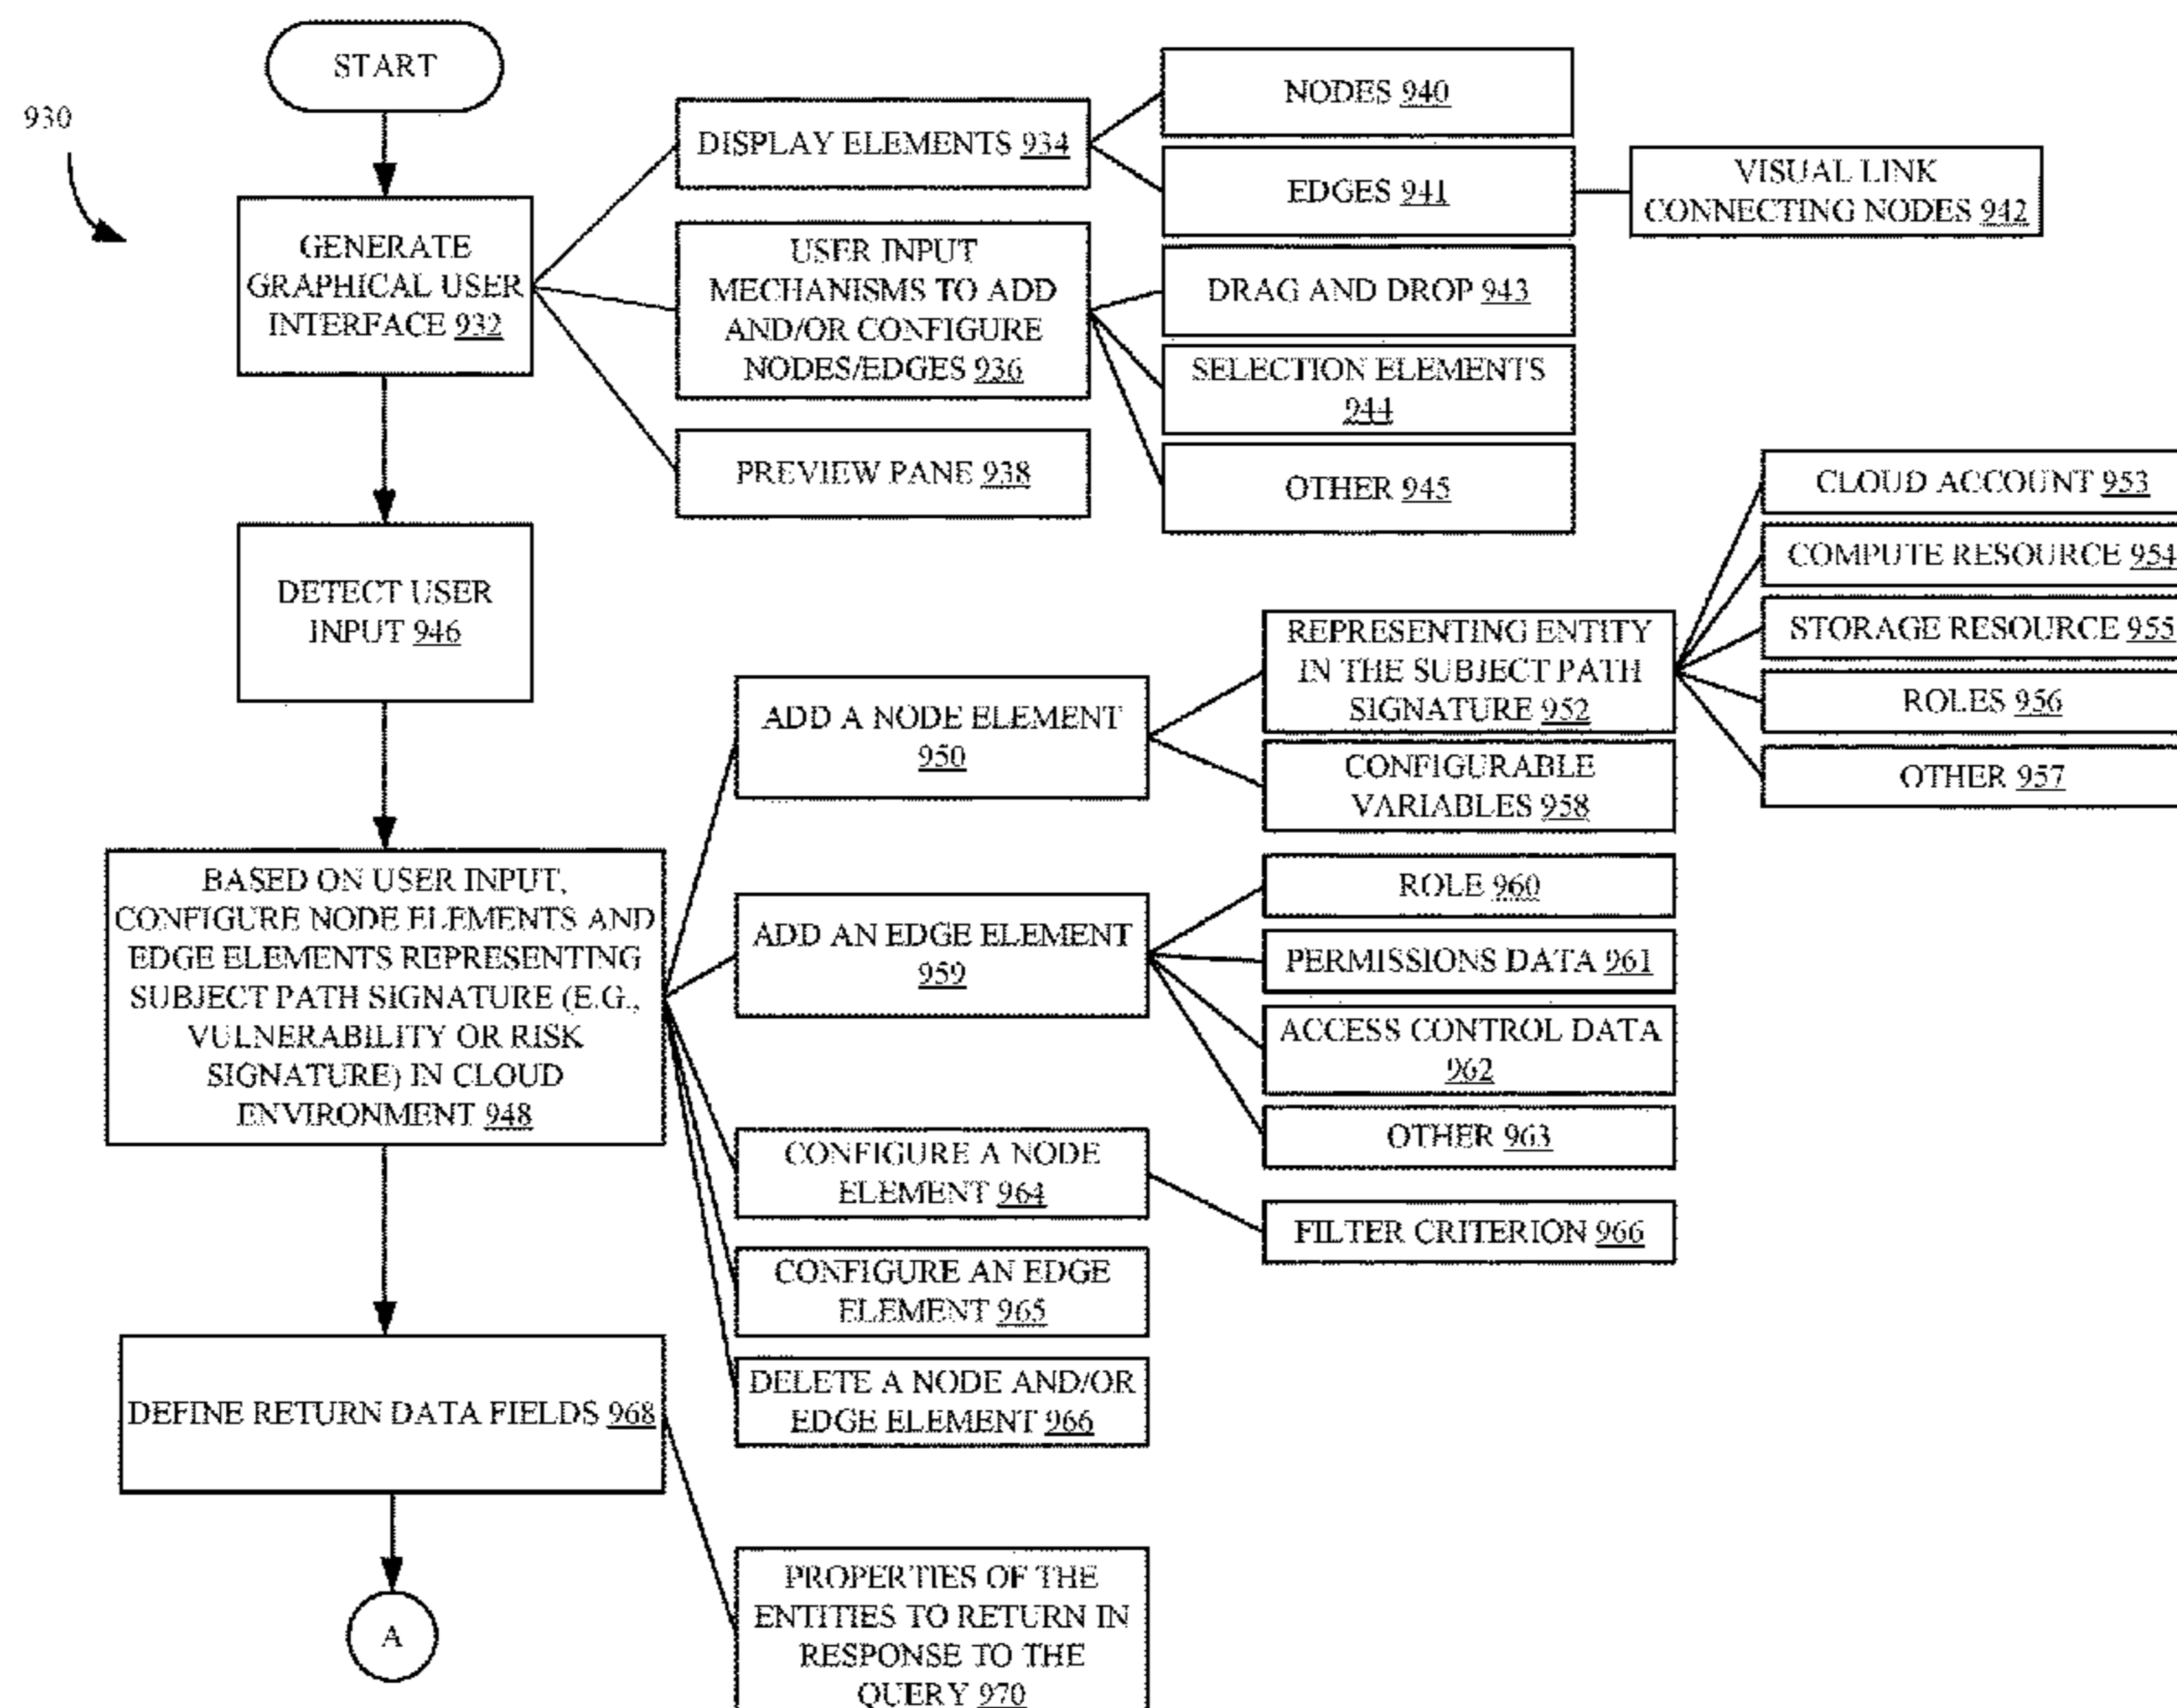 START
930
GENERATE
GRAPHICAL USER
INTERFACE 932
DISPLAY ELEMENTS 934
NODES 940
EDGES 941
VISUAL LINK
CONNECTING NODES 942
USER INPUT
MECHANISMS TO ADD
AND/OR CONFIGURE
NODES/EDGES 936
DRAG AND DROP 943
SELECTION ELEMENTS
944
OTHER 945
PREVIEW PANE 938
DETECT USER
INPUT 946
BASED ON USER INPUT,
CONFIGURE NODE ELEMENTS AND
EDGE ELEMENTS REPRESENTING
SUBJECT PATH SIGNATURE (E.G.,
VULNERABILITY OR RISK
SIGNATURE) IN CLOUD
ENVIRONMENT 948
ADD A NODE ELEMENT
950
REPRESENTING ENTITY
IN THE SUBJECT PATH
SIGNATURE 952
CLOUD ACCOUNT 953
COMPUTE RESOURCE 954
STORAGE RESOURCE 955
ROLES 956
OTHER 957
CONFIGURABLE
VARIABLES 958
ADD AN EDGE ELEMENT
959
ROLE 960
PERMISSIONS DATA 961
ACCESS CONTROL DATA
962
OTHER 963
CONFIGURE A NODE
ELEMENT 964
FILTER CRITERION 966
CONFIGURE AN EDGE
ELEMENT 965
DELETE A NODE AND/OR
EDGE ELEMENT 966
DEFINE RETURN DATA FIELDS 968
PROPERTIES OF THE
ENTITIES TO RETURN IN
RESPONSE TO THE
QUERY 970
A